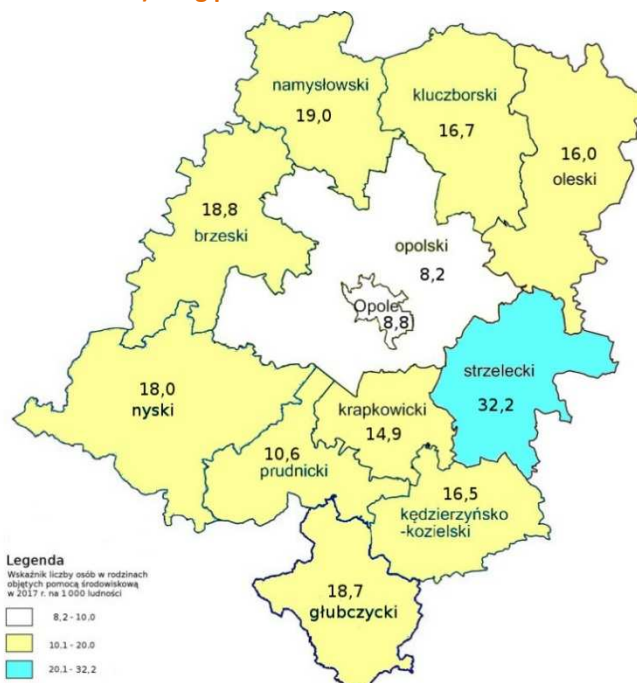 namysłowski
19,0
kluczborski
16,7
16,0
oleski
18,8
brzeski
opolski
8,2
Opole
8,8
strzelecki
32,2
18,0
nyski
krapkowicki
14,9
10,6
prudnicki
16,5
kędzierzyńsko
-kozielski
18,7
głubczycki
Legenda
Wskaźnik liczby osób w rodzinach
objętych pomocą środowiskową
w 2017 r. na 1 000 ludności
8,2 - 10,0
10,1 - 20,0
20,1 - 32,2